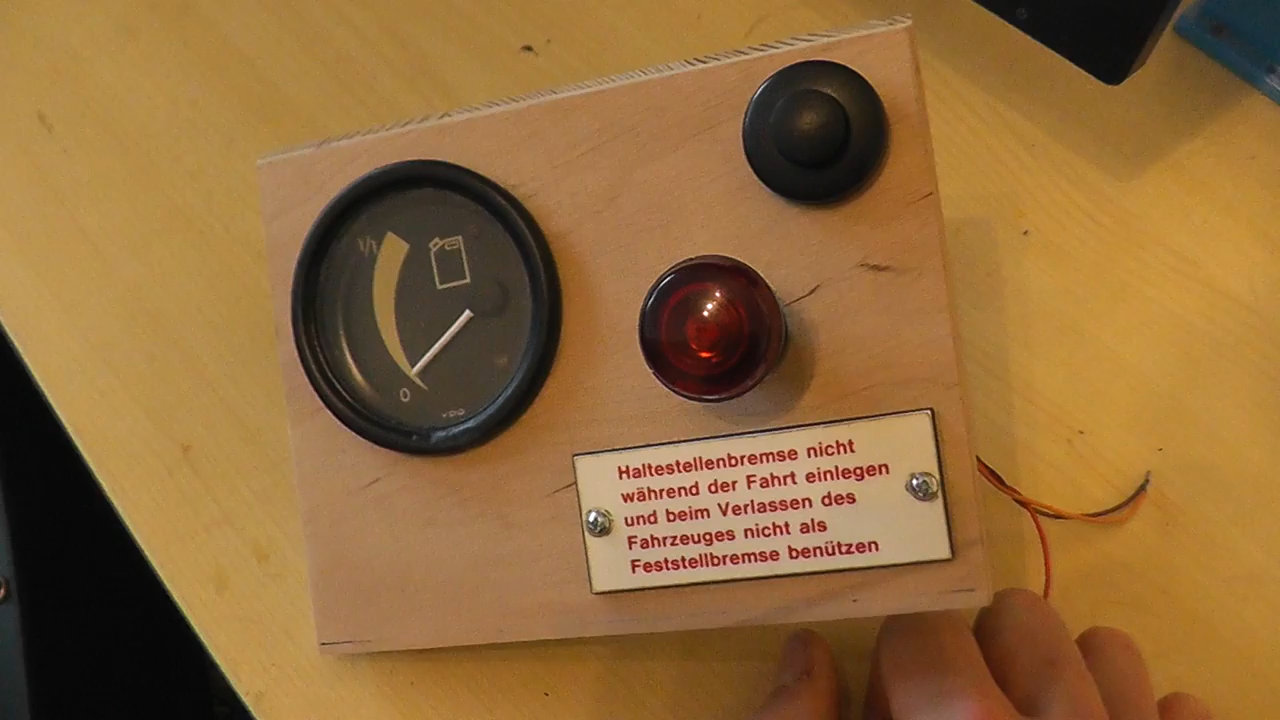 1/1
0
VDO
Haltestellenbremse nicht
während der Fahrt einlegen
und beim Verlassen des
Fahrzeuges nicht als
Feststellbremse benützen